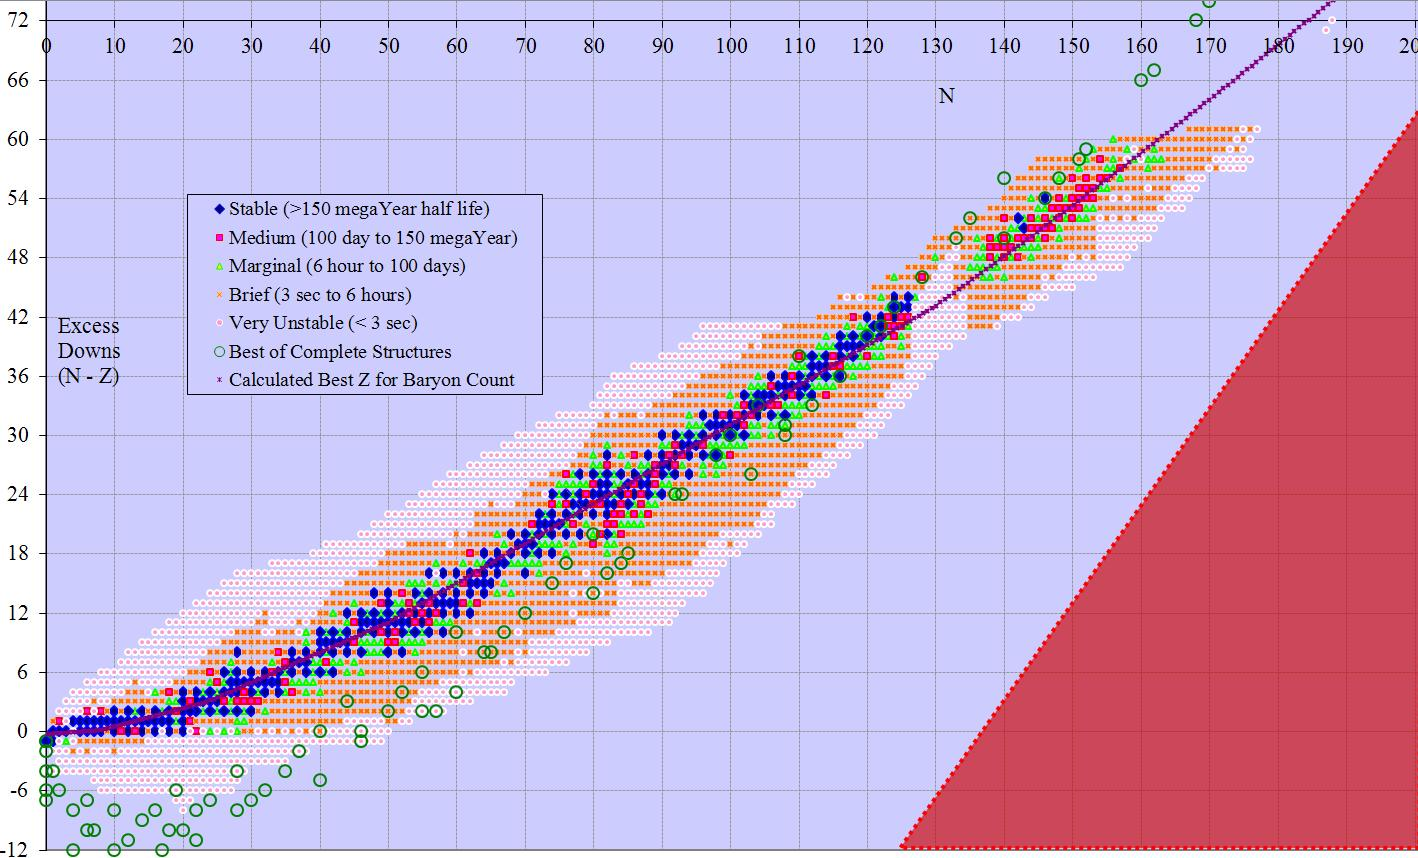 72
0 10 20 30 40 50 60 70 80 90 100 110 120 130 140 150 160 170 180 190 20
66
N
60
54
Stable (>150 megaYear half life)
Medium (100 day to 150 megaYear)
48
Marginal (6 hour to 100 days)
Brief (3 sec to 6 hours)
42
Very Unstable (< 3 sec)
Excess
Downs
(N - Z)
Best of Complete Structures
36
Calculated Best Z for Baryon Count
30
24
18
12
6
0
-6
-12